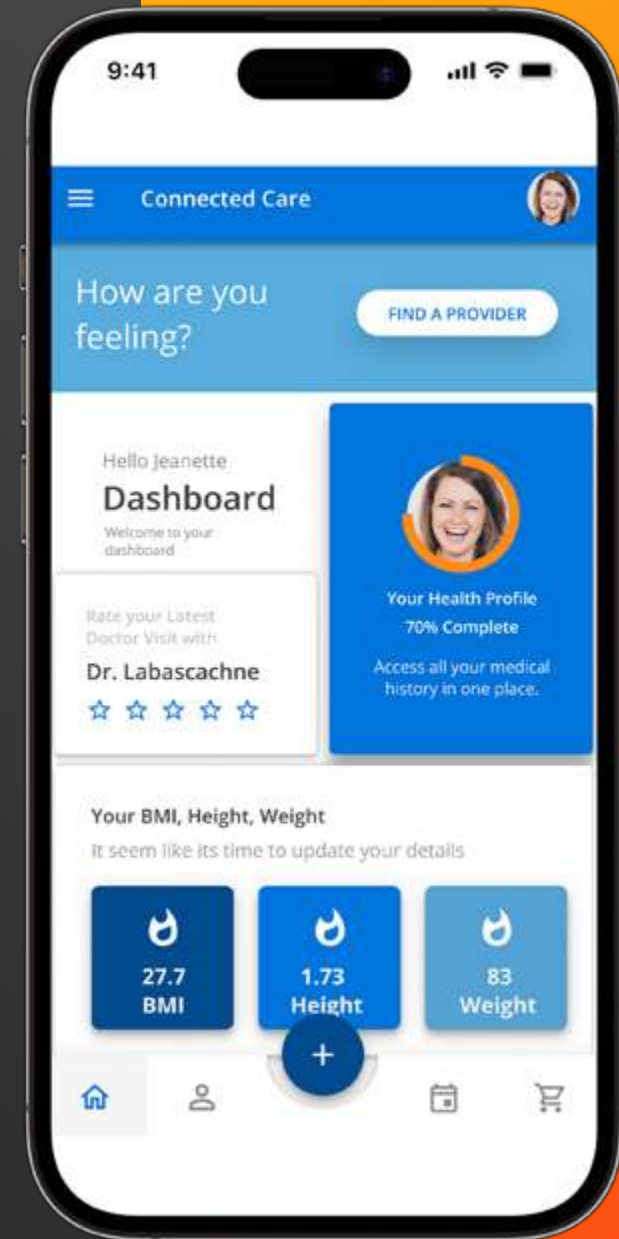 9:41
Connected Care
How are you
feeling?
FIND A PROVIDER
Hello Jeanette
Dashboard
Welcome to your
dashboard
Rate your Latest
Doctor Visit with
Dr. Labascachne
Your Health Profile
70% Complete
Access all your medical
history in one place.
Your BMI, Height, Weight
It seem like its time to update your details
27.7
BMI
1.73
Height
83
Weight
+